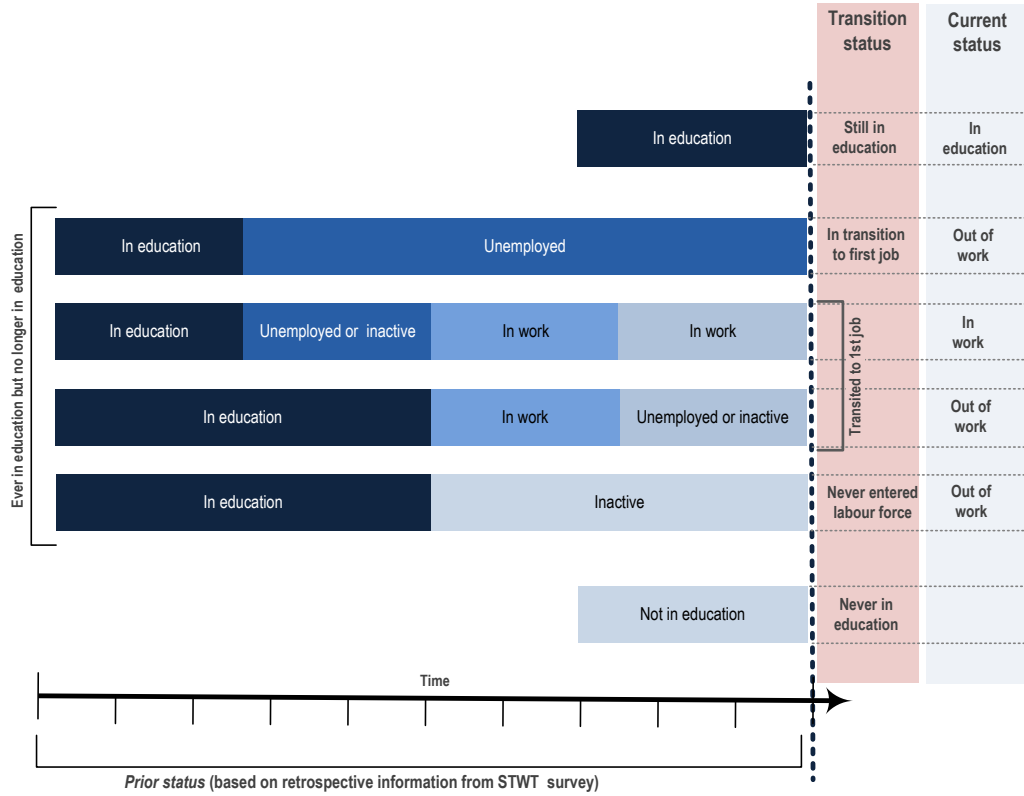 Transition
status
Current
status
In education
Still in
education
In
education
Ever in education but no longer in education
In education
Unemployed
In transition
to first job
Out of
work
In education
Unemployed or inactive
In work
In work
Transited to 1st job
In
work
In education
In work
Unemployed or inactive
Out of
work
In education
Inactive
Never entered
labour force
Out of
work
Not in education
Never in
education
Time
Prior status (based on retrospective information from STWT survey)